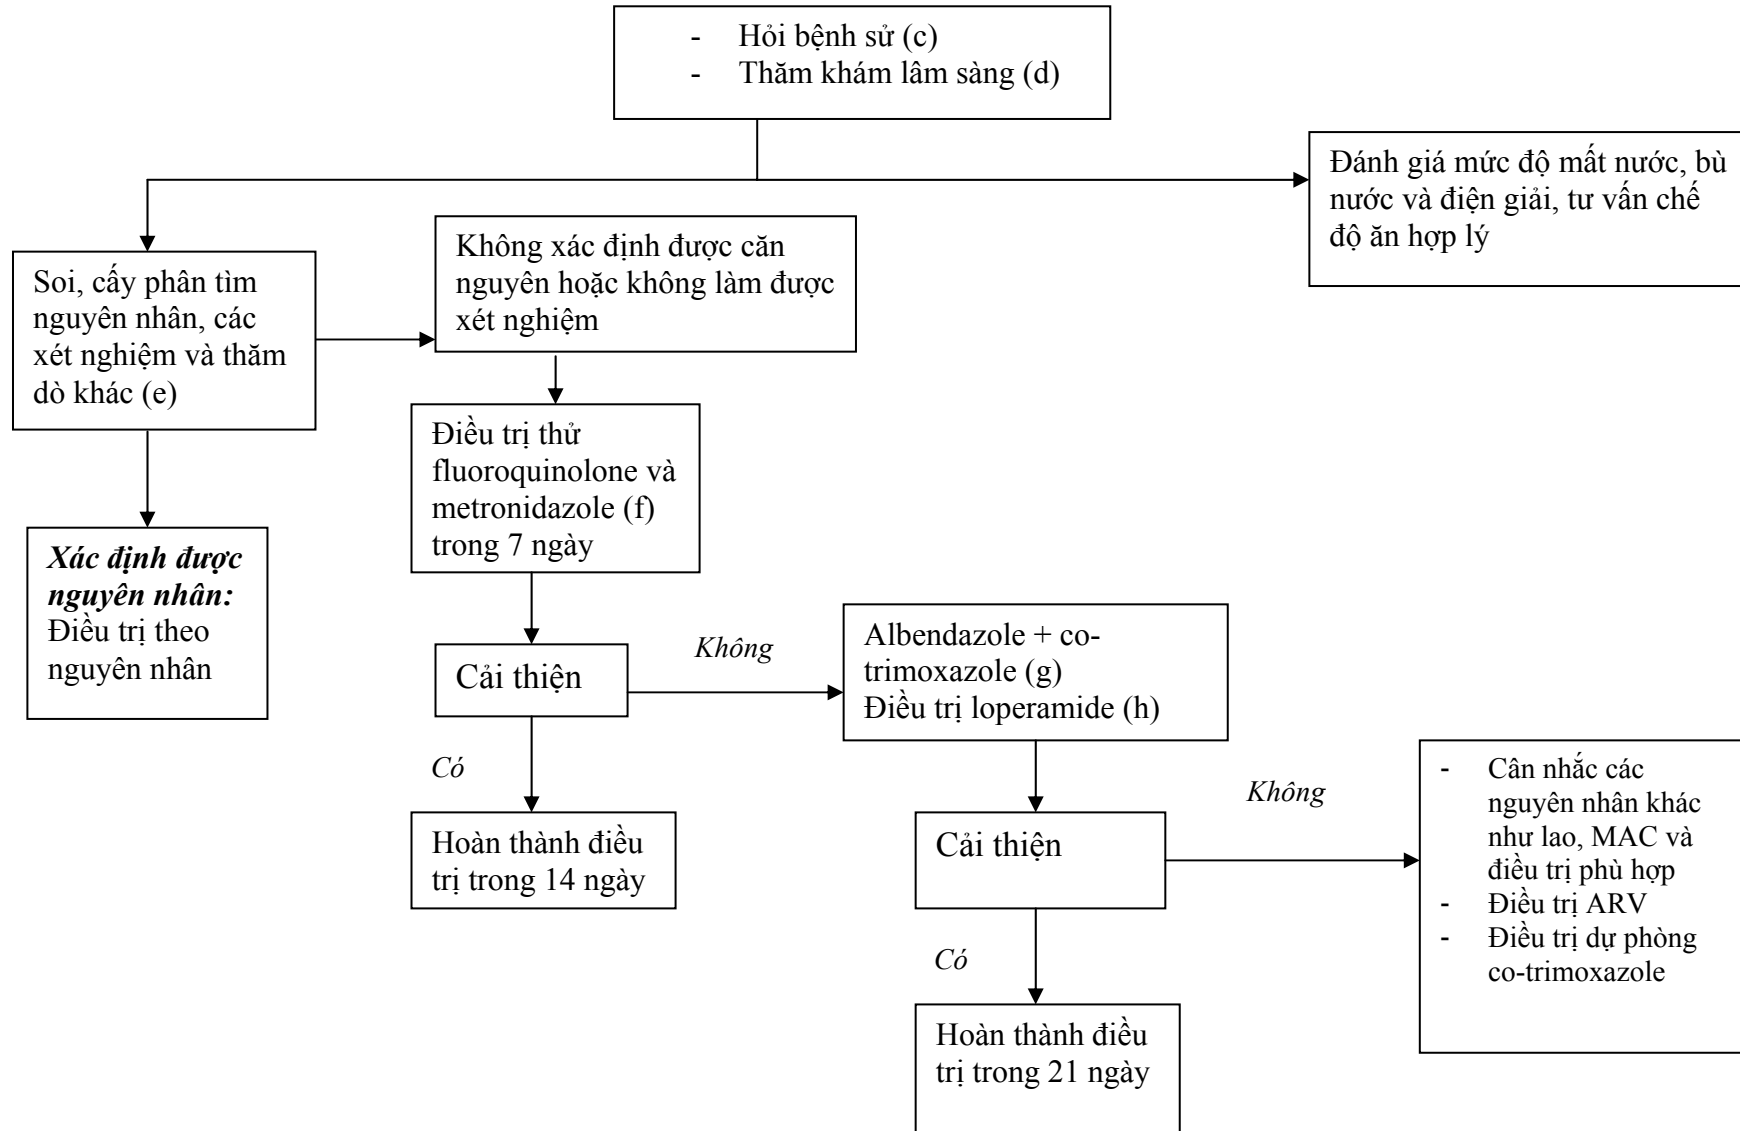 - Hỏi bệnh sử (c)
- Thăm khám lâm sàng (d)
Đánh giá mức độ mất nước, bù
nước và điện giải, tư vấn chế
độ ăn hợp lý
Soi, cấy phân tìm
nguyên nhân, các
xét nghiệm và thăm
dò khác (e)
Không xác định được căn
nguyên hoặc không làm được
xét nghiệm
Điều trị thử
fluoroquinolone và
metronidazole (f)
trong 7 ngày
Xác định được
nguyên nhân:
Điều trị theo
nguyên nhân
Cải thiện
Không
Albendazole + co-
trimoxazole (g)
Điều trị loperamide (h)
Có
Hoàn thành điều
trị trong 14 ngày
Cải thiện
Không
- Cân nhắc các
nguyên nhân khác
như lao, MAC và
điều trị phù hợp
- Điều trị ARV
- Điều trị dự phòng
co-trimoxazole
Có
Hoàn thành điều
trị trong 21 ngày